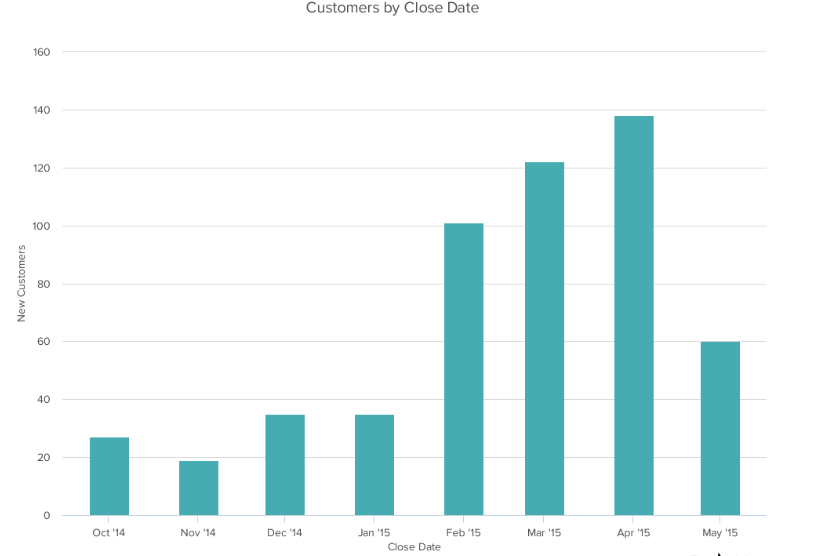 Customers by Close Date
160
140
120
100
80
60
40
20
0
New Customers
Oct '14 Nov '14 Dec '14 Jan '15 Feb '15 Mar '15 Apr '15 May '15
Close Date